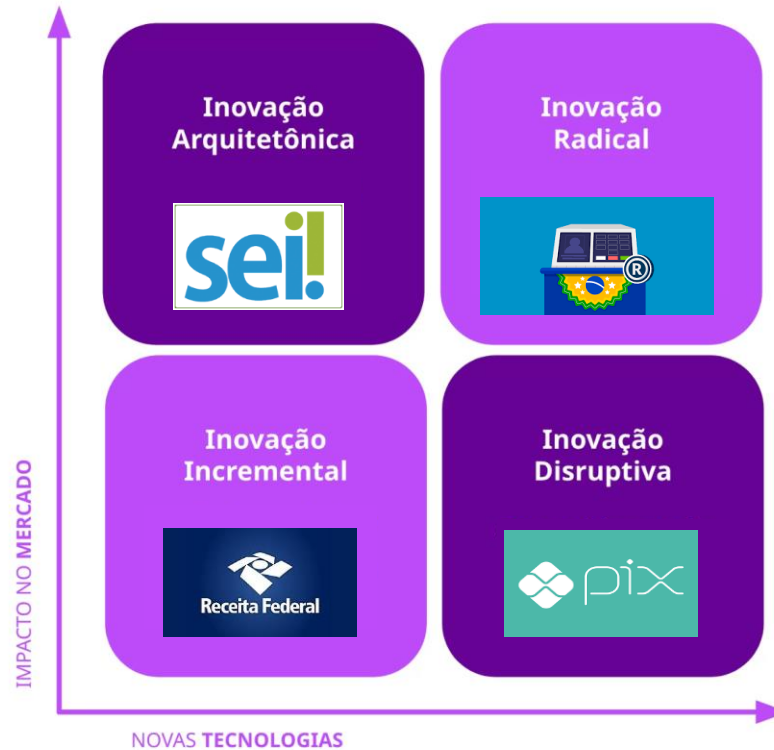 Inovação
Arquitetônica
sei!
Inovação
Radical
®
Inovação
Incremental
Receita Federal
Inovação
Disruptiva
pix
IMPACTO NO MERCADO
NOVAS TECNOLOGIAS